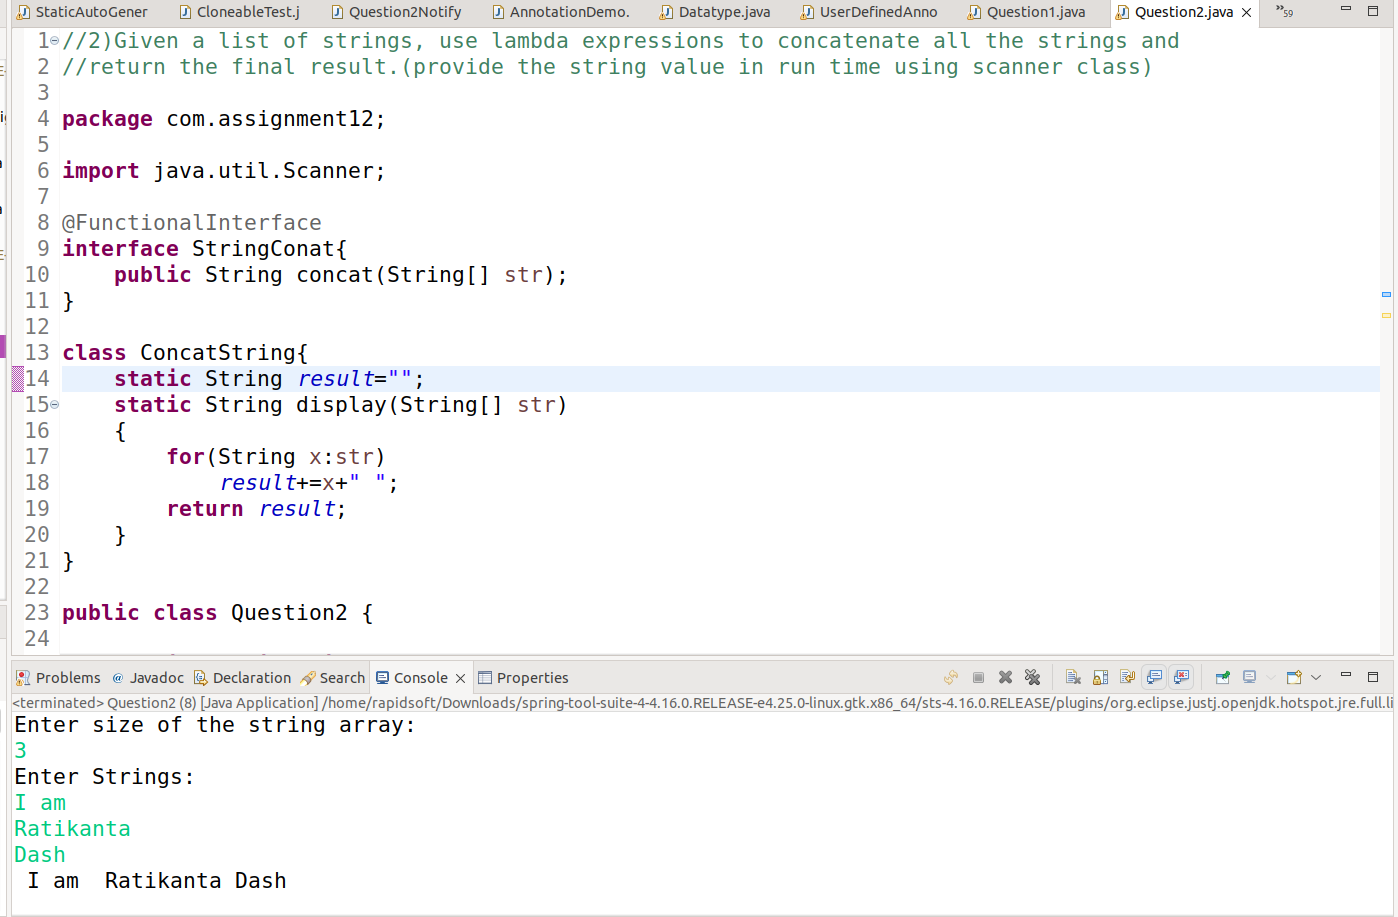 StaticAutoGener CloneableTest.j Question2Notify AnnotationDemo. Datatype.java UserDefinedAnno Question1.java Question2.java »59
1 //2)Given a list of strings, use lambda expressions to concatenate all the strings and
2 //return the final result.(provide the string value in run time using scanner class)
3
4 package com.assignment12;
5
6 import java.util.Scanner;
7
8 @FunctionalInterface
9 interface StringConat{
10 public String concat(String[] str);
11 }
12
13 class ConcatString{
14 static String result="";
15 static String display(String[] str)
16 {
17 for(String x:str)
18 result+=x+" ";
19 return result;
20 }
21 }
22
23 public class Question2 {
24
Problems @ Javadoc Declaration Search Console Properties
<terminated> Question2 (8) [Java Application] /home/rapidsoft/Downloads/spring-tool-suite-4-4.16.0.RELEASE-e4.25.0-linux.gtk.x86_64/sts-4.16.0.RELEASE/plugins/org.eclipse.justj.openjdk.hotspot.jre.full.li
Enter size of the string array:
3
Enter Strings:
I am
Ratikanta
Dash
I am  Ratikanta Dash